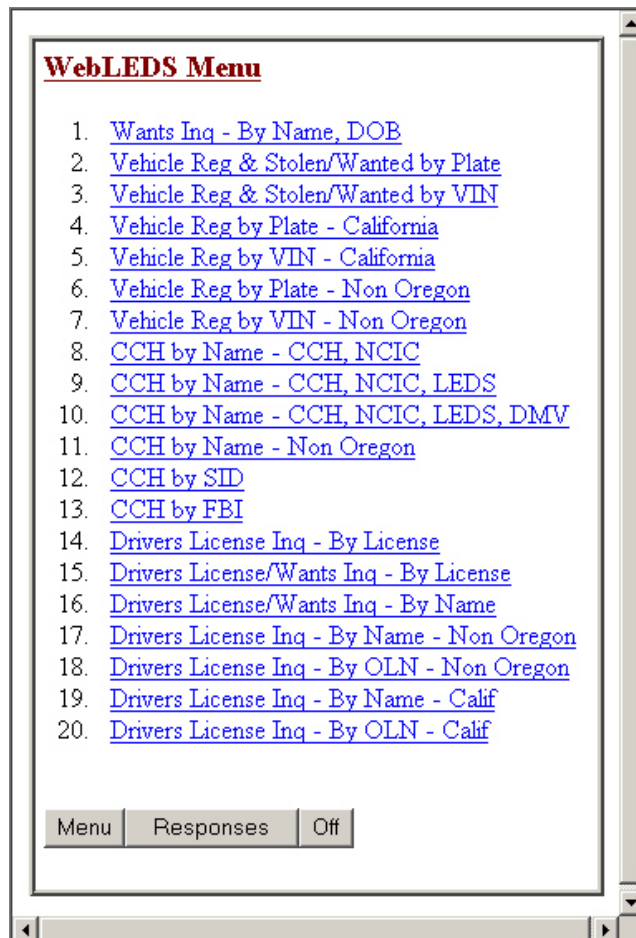 WebLEDS Menu
1. Wants Inq - By Name, DOB
2. Vehicle Reg & Stolen/Wanted by Plate
3. Vehicle Reg & Stolen/Wanted by VIN
4. Vehicle Reg by Plate - California
5. Vehicle Reg by VIN - California
6. Vehicle Reg by Plate - Non Oregon
7. Vehicle Reg by VIN - Non Oregon
8. CCH by Name - CCH, NCIC
9. CCH by Name - CCH, NCIC, LEDS
10. CCH by Name - CCH, NCIC, LEDS, DMV
11. CCH by Name - Non Oregon
12. CCH by SID
13. CCH by FBI
14. Drivers License Inq - By License
15. Drivers License/Wants Inq - By License
16. Drivers License/Wants Inq - By Name
17. Drivers License Inq - By Name - Non Oregon
18. Drivers License Inq - By OLN - Non Oregon
19. Drivers License Inq - By Name - Calif
20. Drivers License Inq - By OLN - Calif
Menu Responses Off